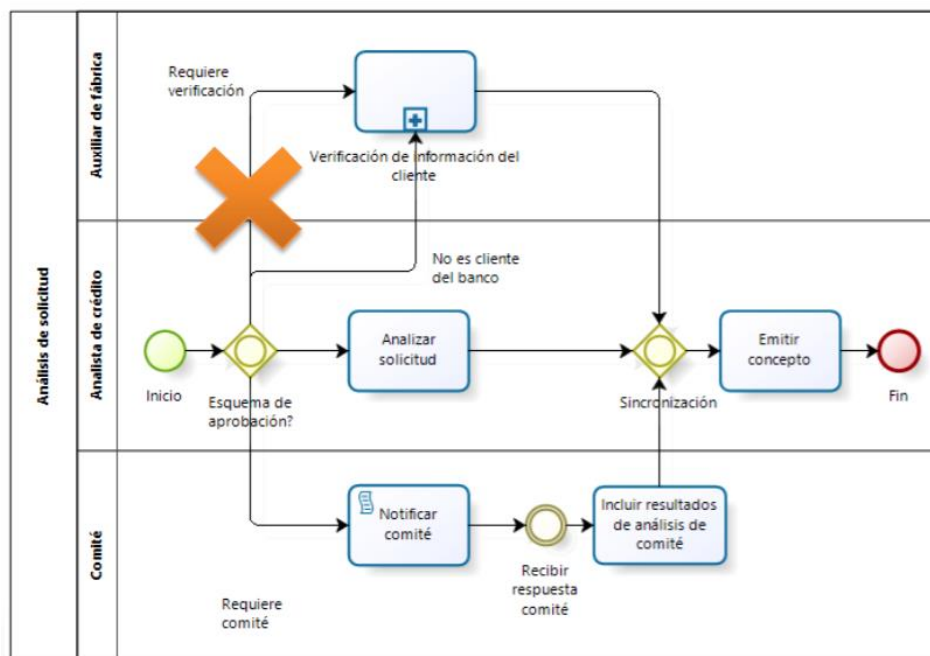 Análisis de solicitud
Auxiliar de fábrica
Requiere
verificación
Verificación de información del
cliente
Analista de crédito
No es cliente
del banco
Inicio
Esquema de
aprobación?
Analizar
solicitud
Sincronización
Emitir
concepto
Fin
Comité
Requiere
comité
Notificar
comité
Recibir
respuesta
comité
Incluir resultados
de análisis de
comité